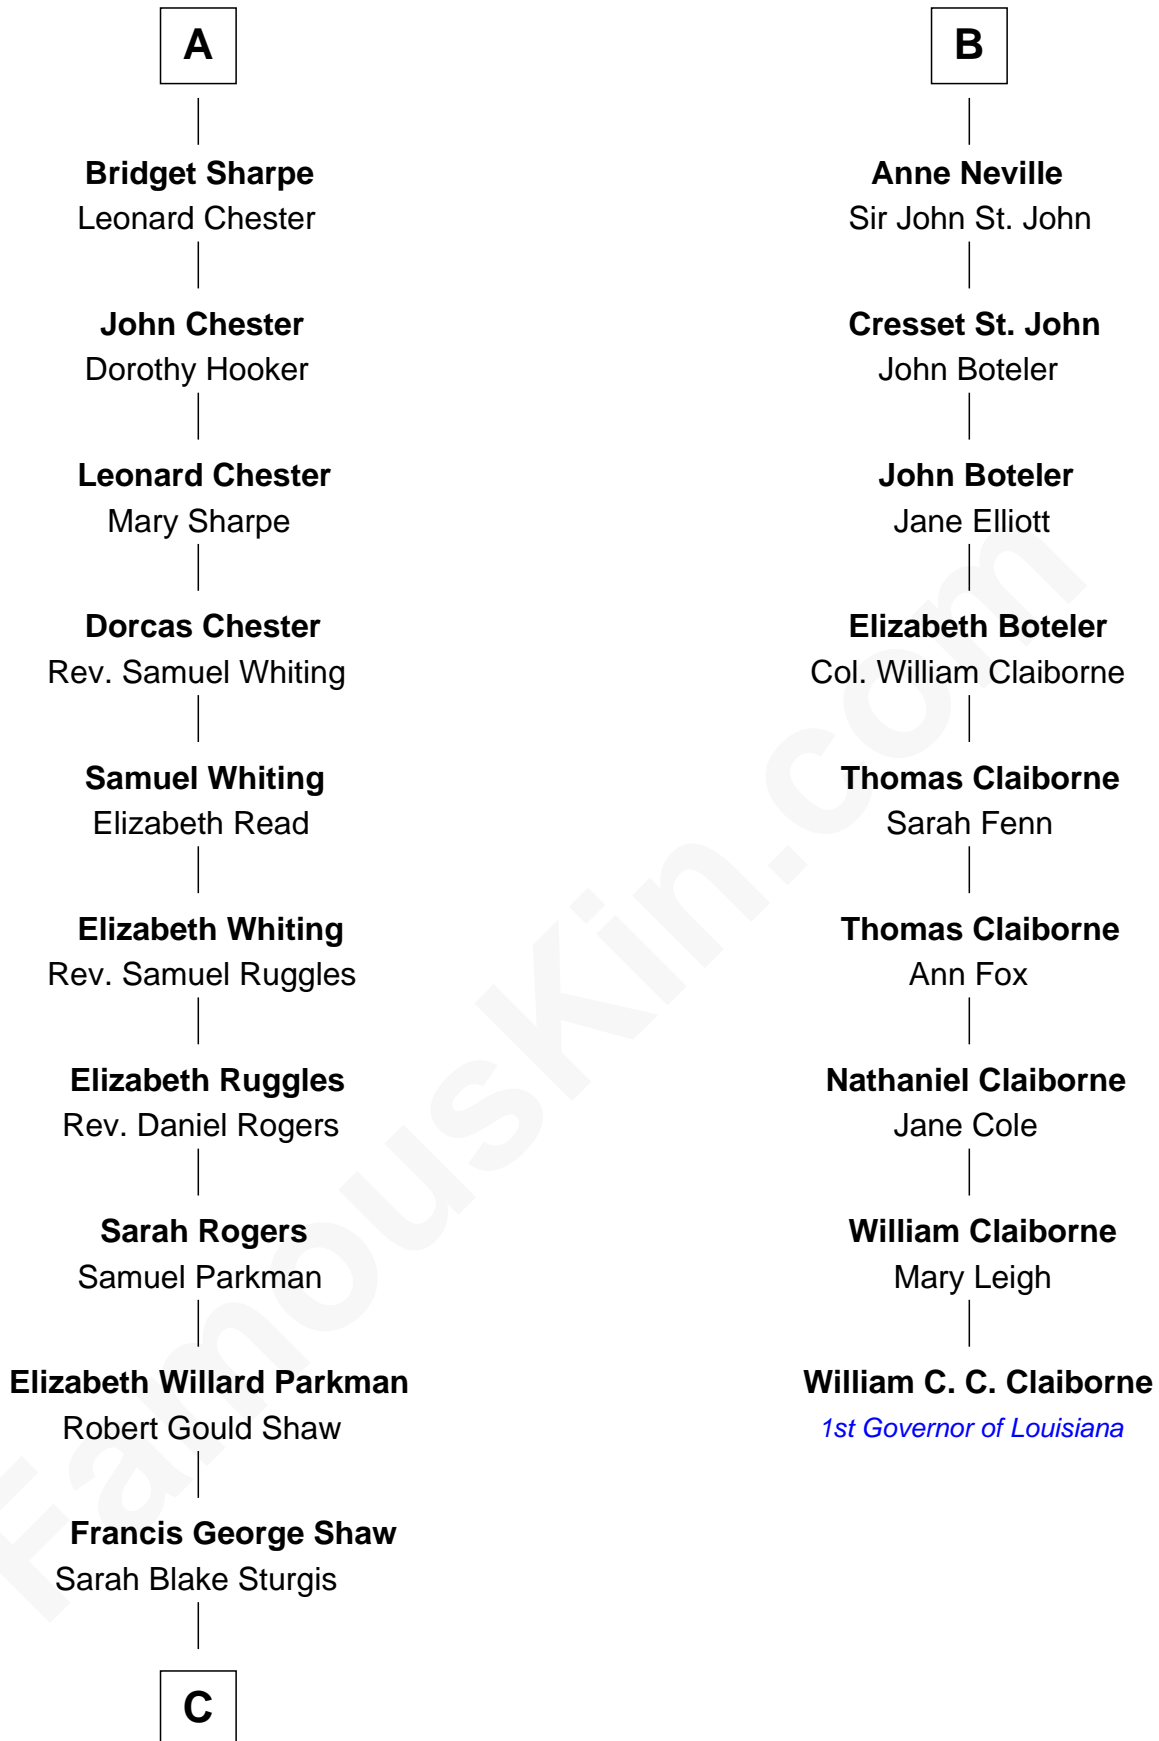 A
Bridget Sharpe
Leonard Chester
John Chester
Dorothy Hooker
Leonard Chester
Mary Sharpe
Dorcas Chester
Rev. Samuel Whiting
Samuel Whiting
Elizabeth Read
Elizabeth Whiting
Rev. Samuel Ruggles
Elizabeth Ruggles
Rev. Daniel Rogers
Sarah Rogers
Samuel Parkman
Elizabeth Willard Parkman
Robert Gould Shaw
Francis George Shaw
Sarah Blake Sturgis
C
B
Anne Neville
Sir John St. John
Cresset St. John
John Boteler
John Boteler
Jane Elliott
Elizabeth Boteler
Col. William Claiborne
Thomas Claiborne
Sarah Fenn
Thomas Claiborne
Ann Fox
Nathaniel Claiborne
Jane Cole
William Claiborne
Mary Leigh
William C. C. Claiborne
1st Governor of Louisiana
FamousKin.com